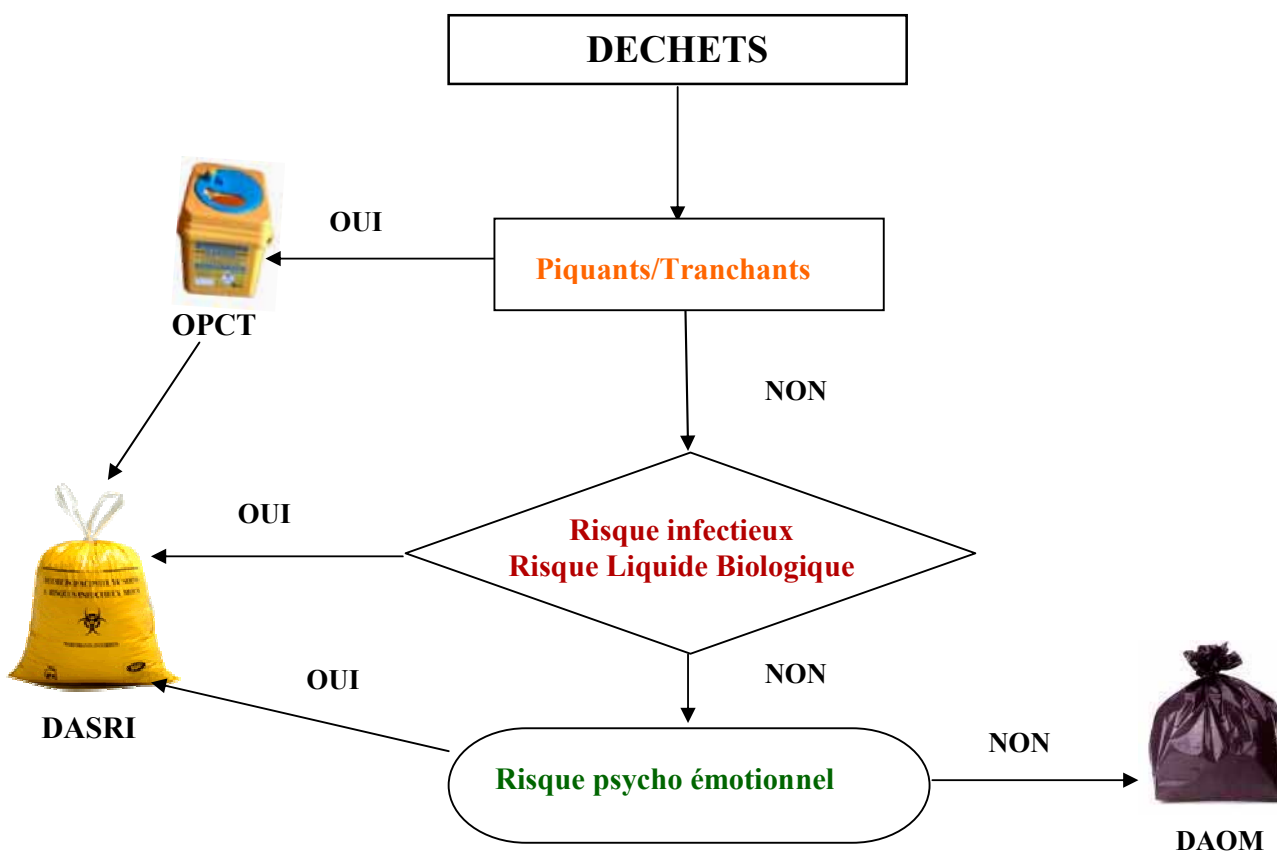 DECHETS
OUI
Piquants/Tranchants
OPCT
NON
OUI
Risque infectieux
Risque Liquide Biologique
NON
OUI
DASRI
Risque psycho émotionnel
NON
DAOM